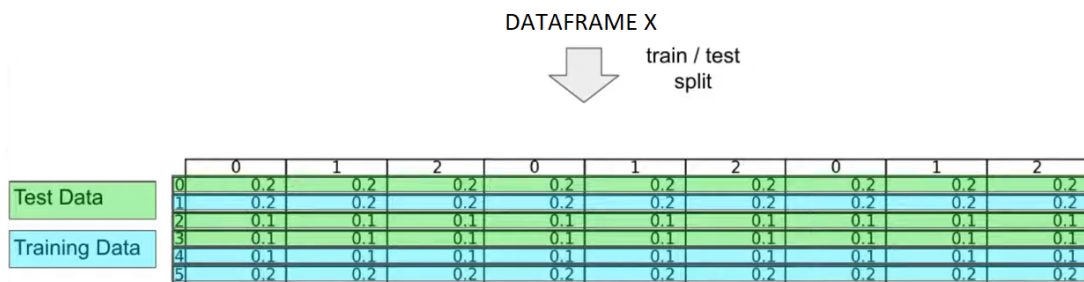 DATAFRAME X
train / test
split
0 1 2 0 1 2 0 1 2
Test Data
0 0.2 0.2 0.2 0.2 0.2 0.2 0.2 0.2 0.2
1 0.2 0.2 0.2 0.2 0.2 0.2 0.2 0.2 0.2
2 0.1 0.1 0.1 0.1 0.1 0.1 0.1 0.1 0.1
Training Data
3 0.1 0.1 0.1 0.1 0.1 0.1 0.1 0.1 0.1
4 0.1 0.1 0.1 0.1 0.1 0.1 0.1 0.1 0.1
5 0.2 0.2 0.2 0.2 0.2 0.2 0.2 0.2 0.2